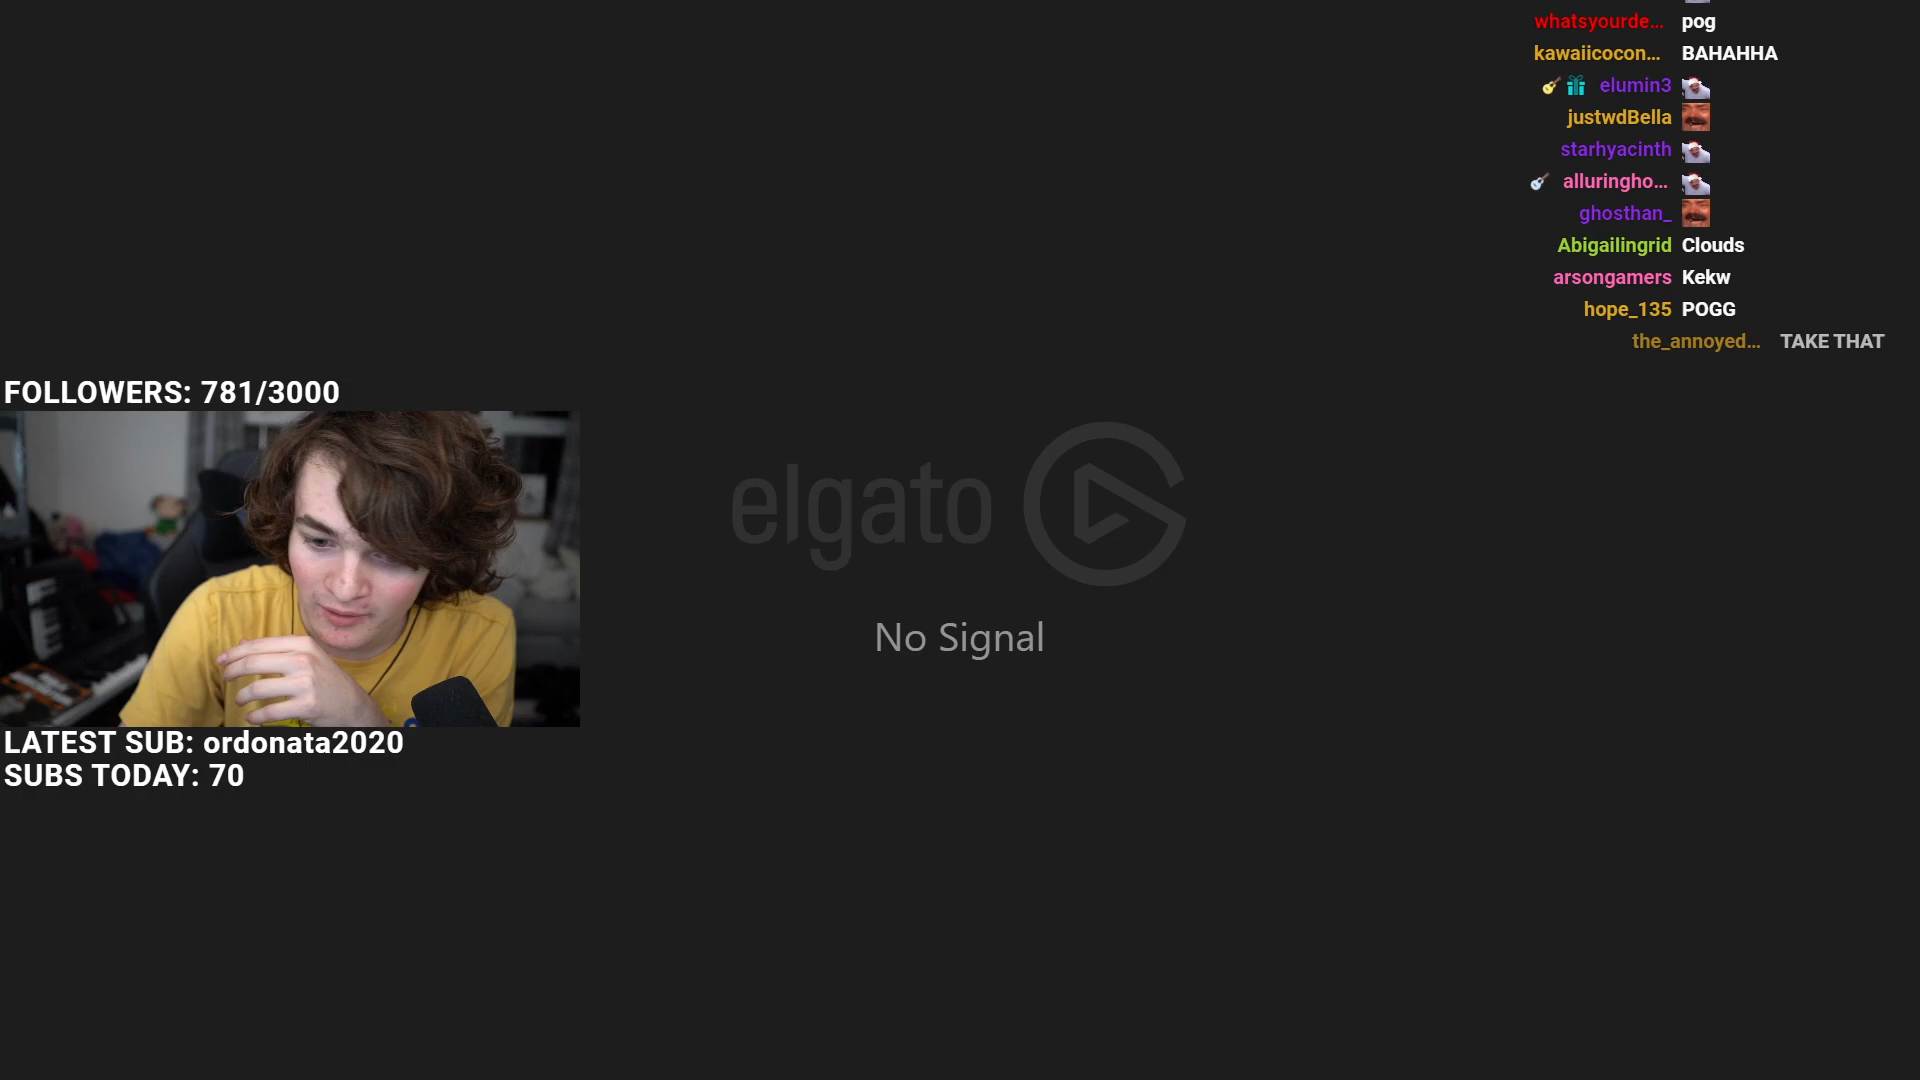 whatsyourde... pog
kawaiicocon... BAHAHHA
elumin3
justwdBella
starhyacinth
alluringho...
ghosthan_
Abigailingrid Clouds
arsongamers Kekw
hope_135 POGG
the_annoyed... TAKE THAT
FOLLOWERS: 781/3000
elgato
No Signal
LATEST SUB: ordonata2020
SUBS TODAY: 70